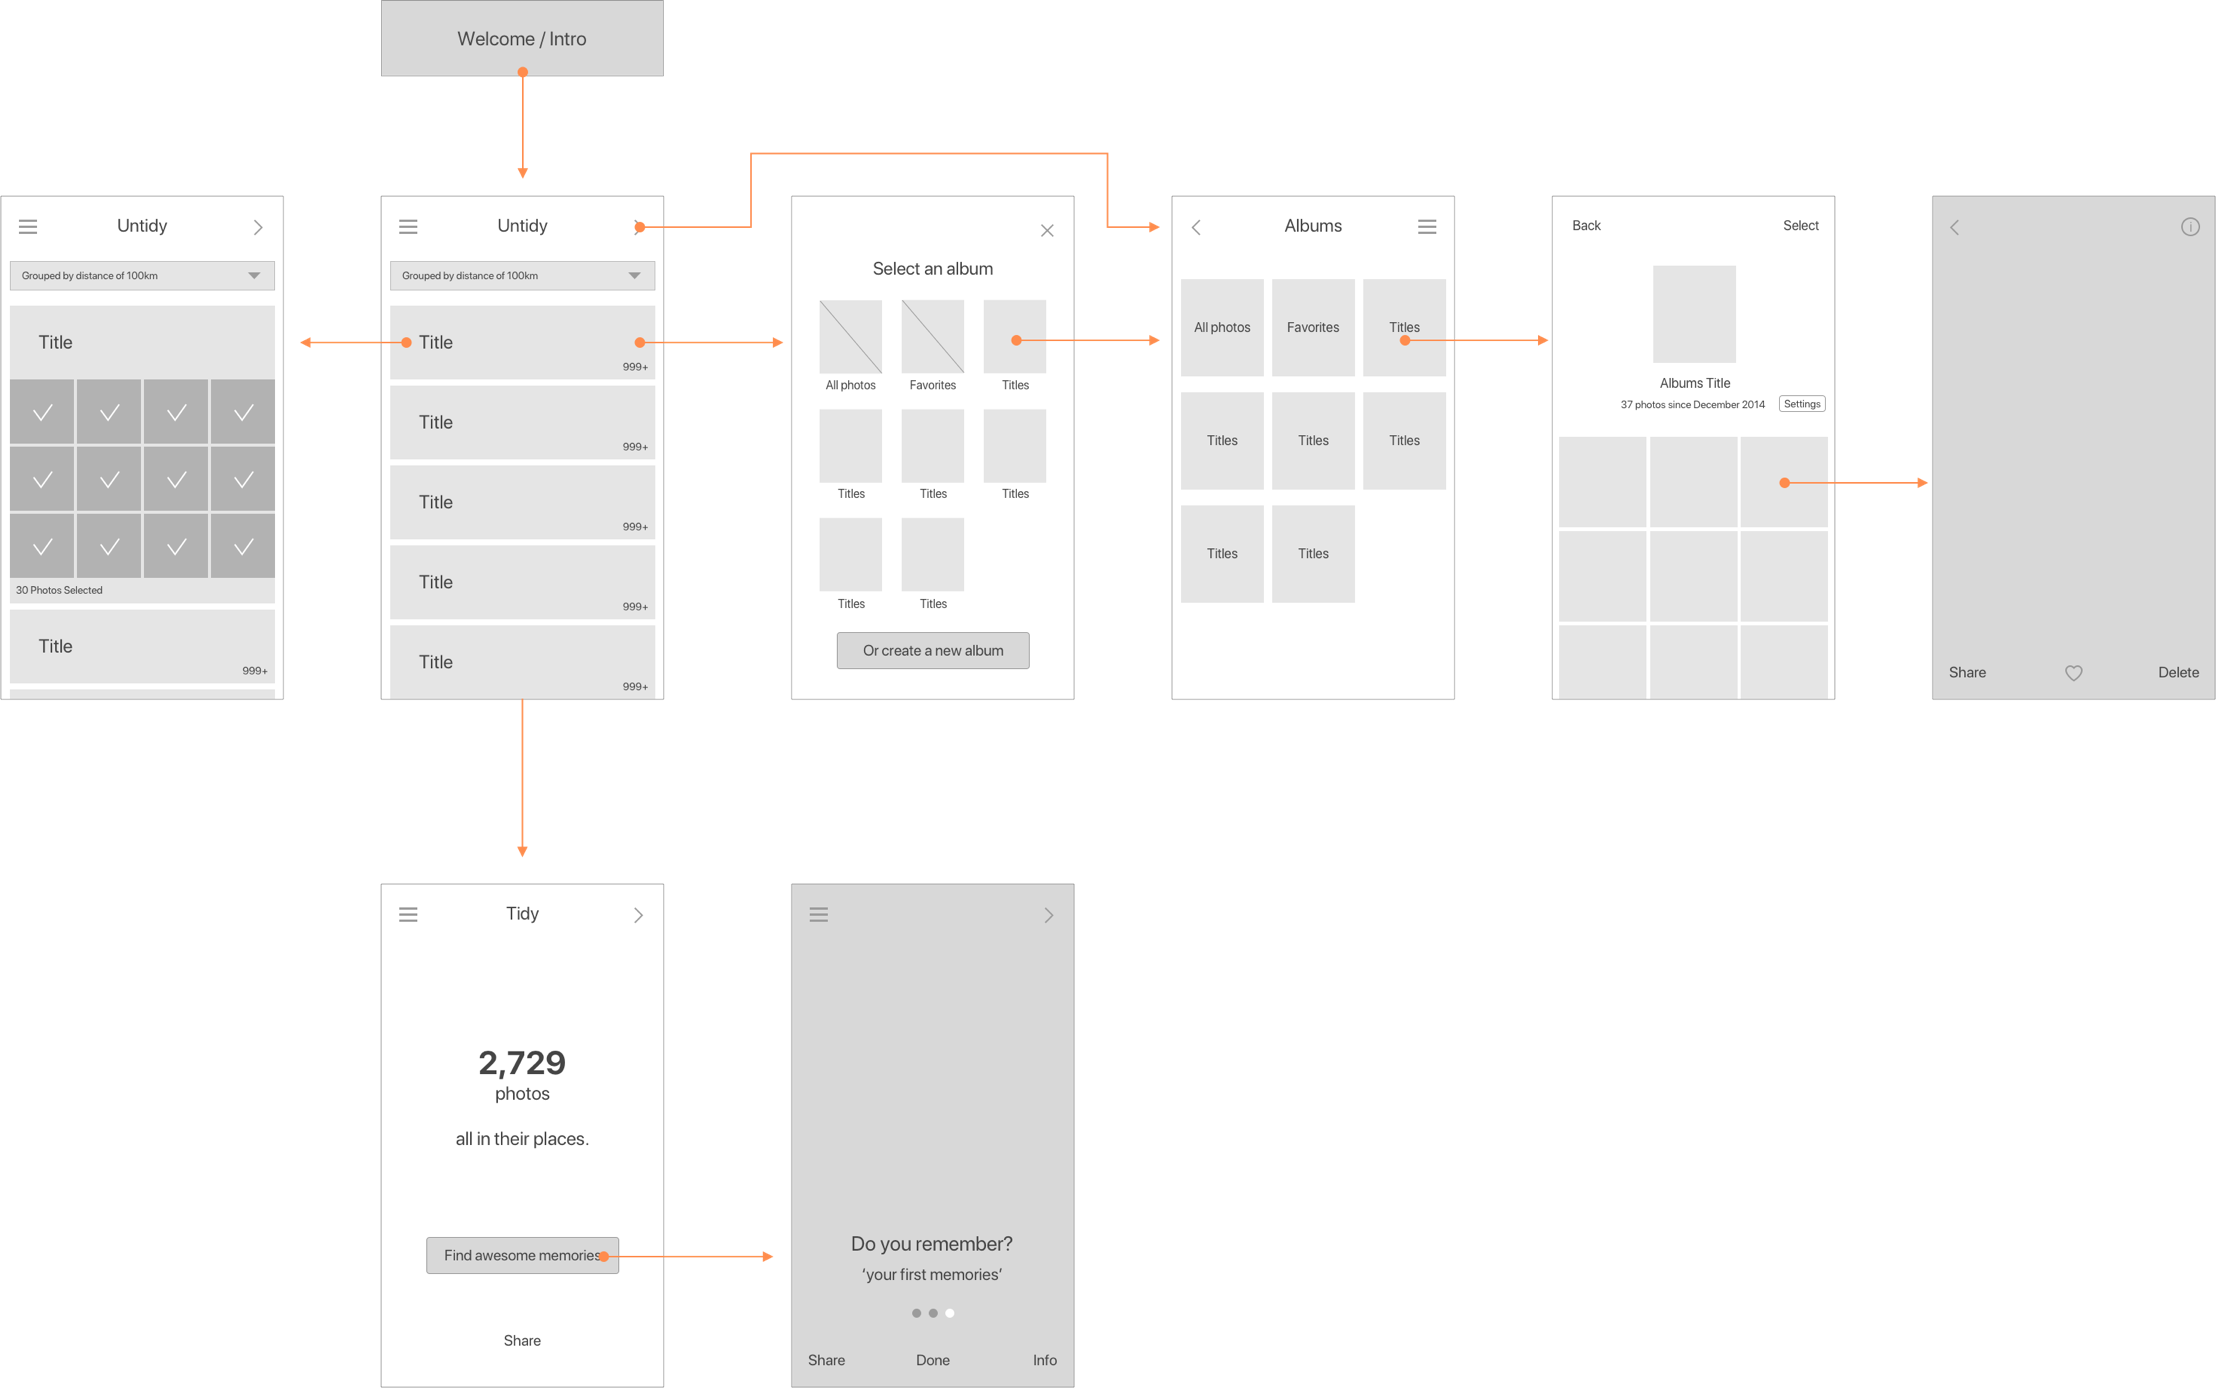 Welcome / Intro
Untidy
Grouped by distance of 100km
Title
30 Photos Selected
Title
999+
Untidy
Grouped by distance of 100km
Title
999+
Title
999+
Title
999+
Title
999+
Title
999+
Select an album
All photos Favorites Titles
Titles Titles Titles
Titles Titles
Or create a new album
Albums
All photos Favorites Titles
Titles Titles Titles
Titles Titles
Back Select
Albums Title
37 photos since December 2014 Settings
Share Delete
Tidy
2,729
photos
all in their places.
Find awesome memories
Share
Do you remember?
‘your first memories’
Share Done Info